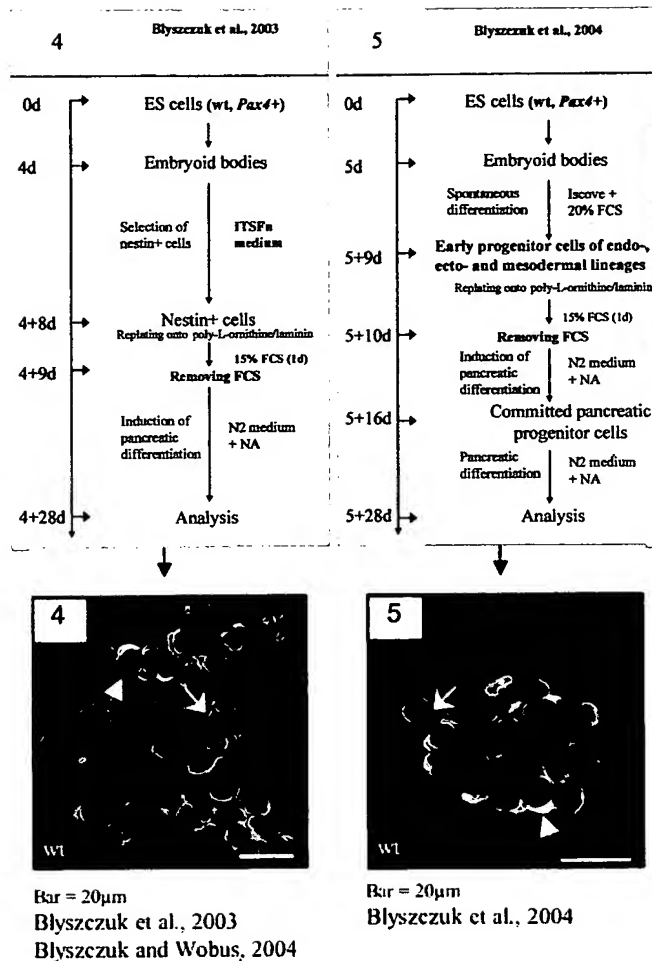 4
Blyszczuk et al., 2003
0d
ES cells (wt, Pax4+)
4d
Embryoid bodies
Selection of
nestin+ cells
ITSFn
medium
4+8d
Nestin+ cells
Replating onto poly-L-ornithine/laminin
15% FCS (1d)
4+9d
Removing FCS
Induction of
pancreatic
differentiation
N2 medium
+ NA
4+28d
Analysis
5
Blyszczuk et al., 2004
0d
ES cells (wt, Pax4+)
5d
Embryoid bodies
Spontaneous
differentiation
Iscove +
20% FCS
5+9d
Early progenitor cells of endo-,
ecto- and mesodermal lineages
Replating onto poly-L-ornithine/laminin
15% FCS (1d)
5+10d
Removing FCS
Induction of
pancreatic
differentiation
N2 medium
+ NA
5+16d
Committed pancreatic
progenitor cells
Pancreatic
differentiation
N2 medium
+ NA
5+28d
Analysis
4
wt
Bar = 20µm
Blyszczuk et al., 2003
Blyszczuk and Wobus, 2004
5
wt
Bar = 20µm
Blyszczuk et al., 2004